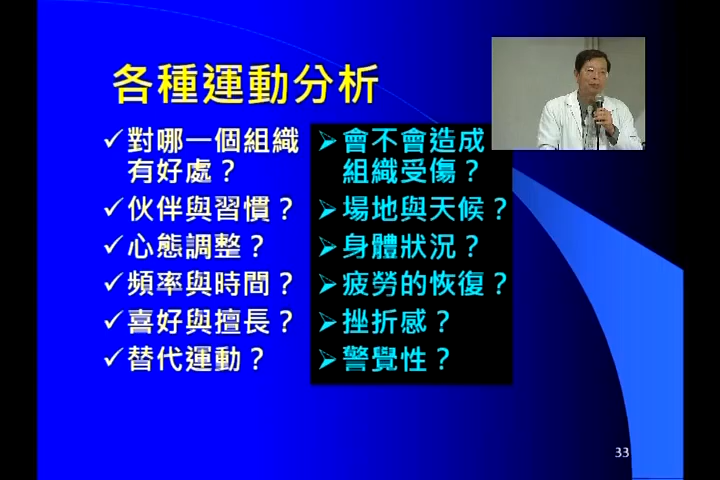 各種運動分析
✓對哪一個組織
有好處？
✓伙伴與習慣？
✓心態調整？
✓頻率與時間？
✓喜好與擅長？
✓替代運動？
➢會不會造成
組織受傷？
➢場地與天候？
➢身體狀況？
➢疲勞的恢復？
➢挫折感？
➢警覺性？
33